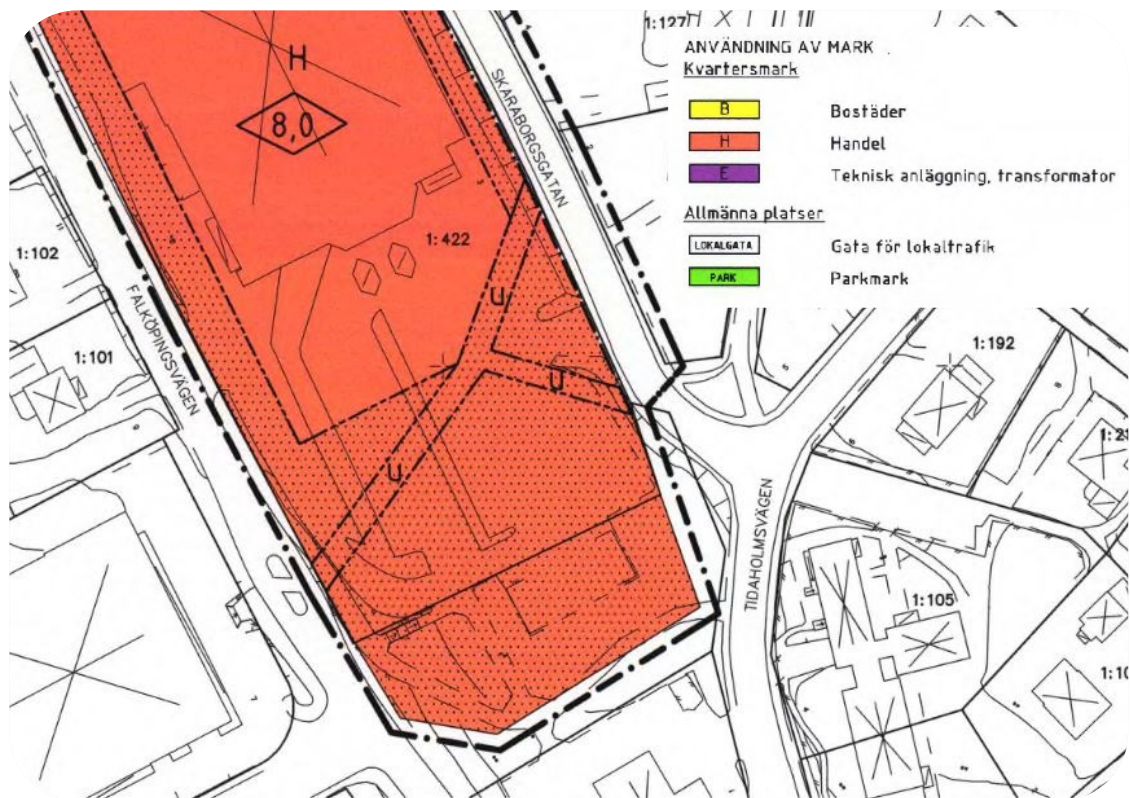 1:127
ANVÄNDNING AV MARK
Kvartersmark
B Bostäder
H Handel
E Teknisk anläggning, transformator
Allmänna platser
LOKALGATA Gata för lokaltrafik
PARK Parkmark
H
8,0
SKARABORGSGATAN
1:422
1:102
FALKÖPINGSVÄGEN
1:101
u
u
u
1:192
TIDAHOLMSVÄGEN
1:105